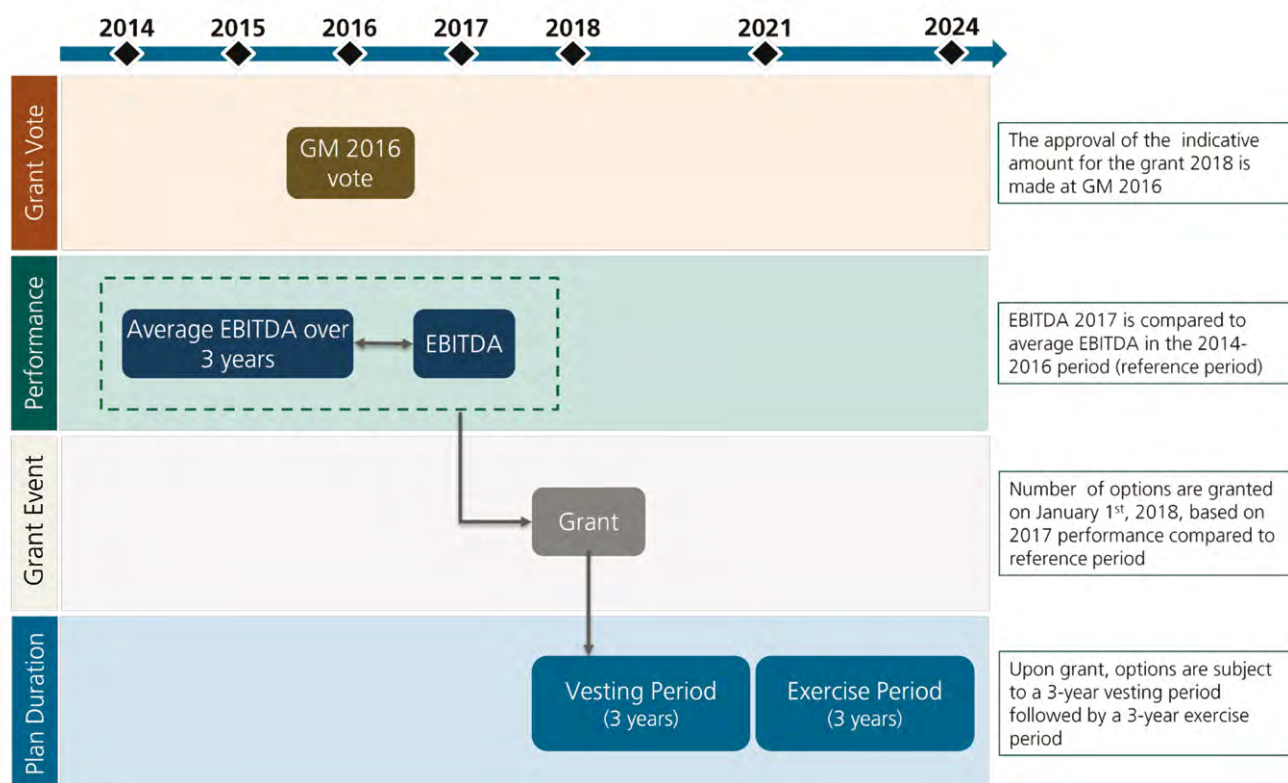 2014 2015 2016 2017 2018 2021 2024
Grant Vote
GM 2016
vote
The approval of the indicative
amount for the grant 2018 is
made at GM 2016
Performance
Average EBITDA over
3 years
EBITDA
EBITDA 2017 is compared to
average EBITDA in the 2014-
2016 period (reference period)
Grant Event
Grant
Number of options are granted
on January 1st, 2018, based on
2017 performance compared to
reference period
Plan Duration
Vesting Period
(3 years)
Exercise Period
(3 years)
Upon grant, options are subject
to a 3-year vesting period
followed by a 3-year exercise
period